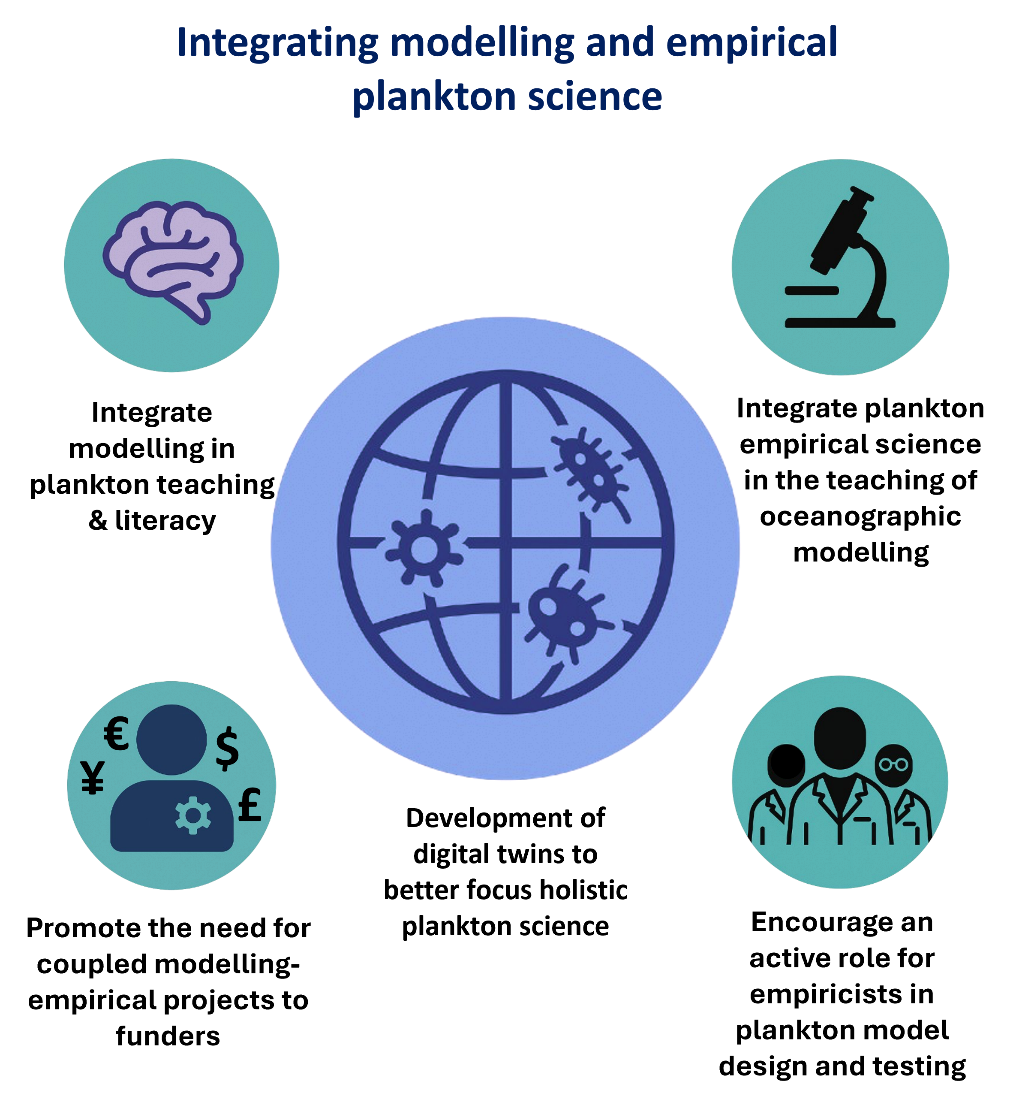 Integrating modelling and empirical
plankton science
Integrate
modelling in
plankton teaching
& literacy
Integrate plankton
empirical science
in the teaching of
oceanographic
modelling
€
$
¥
£
Promote the need for
coupled modelling-
empirical projects to
funders
Development of
digital twins to
better focus holistic
plankton science
Encourage an
active role for
empiricists in
plankton model
design and testing